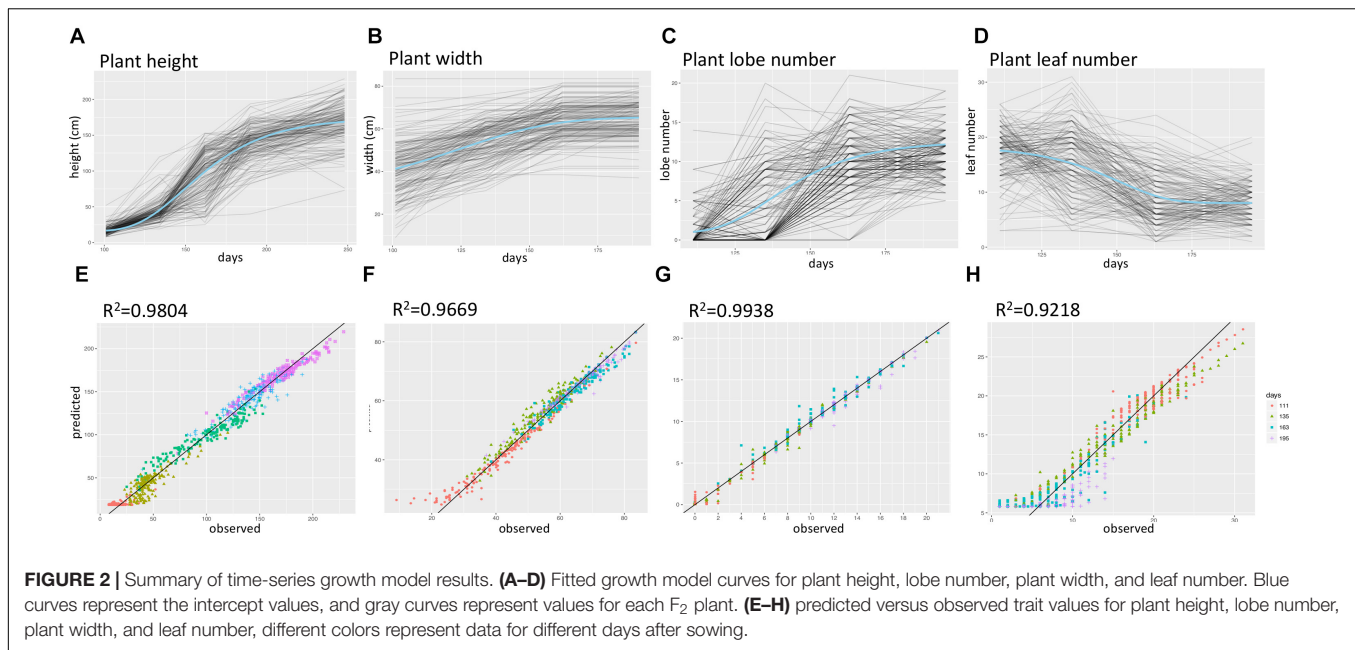 A
Plant height
B
Plant width
C
Plant lobe number
D
Plant leaf number
height (cm)
200
150
100
50
0
100
150
200
250
days
width (cm)
80
60
40
20
100
125
150
175
days
lobe number
20
15
10
5
0
125
150
175
days
leaf number
30
20
10
0
125
150
175
days
E
R²=0.9804
F
R²=0.9669
G
R²=0.9938
H
R²=0.9218
predicted
200
150
100
50
0
50
100
150
200
observed
80
60
40
20
40
60
80
observed
20
15
10
5
0
0
2
4
6
8
10
12
14
16
18
20
observed
25
20
15
10
5
10
20
30
observed
days
111
135
163
195
FIGURE 2 | Summary of time-series growth model results. (A–D) Fitted growth model curves for plant height, lobe number, plant width, and leaf number. Blue
curves represent the intercept values, and gray curves represent values for each F₂ plant. (E–H) predicted versus observed trait values for plant height, lobe number,
plant width, and leaf number, different colors represent data for different days after sowing.